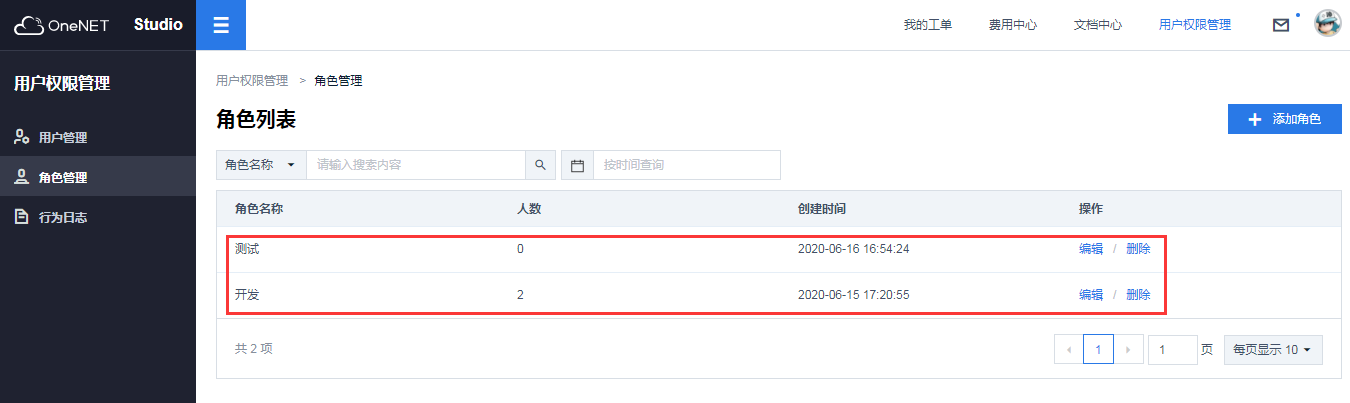 OneNET Studio 我的工单 费用中心 文档中心 用户权限管理
用户权限管理
用户管理
角色管理
行为日志
用户权限管理 > 角色管理
角色列表
添加角色
角色名称 请输入搜索内容 按时间查询
角色名称 人数 创建时间 操作
测试 0 2020-06-16 16:54:24 编辑 / 删除
开发 2 2020-06-15 17:20:55 编辑 / 删除
共 2 项 1 1 页 每页显示 10